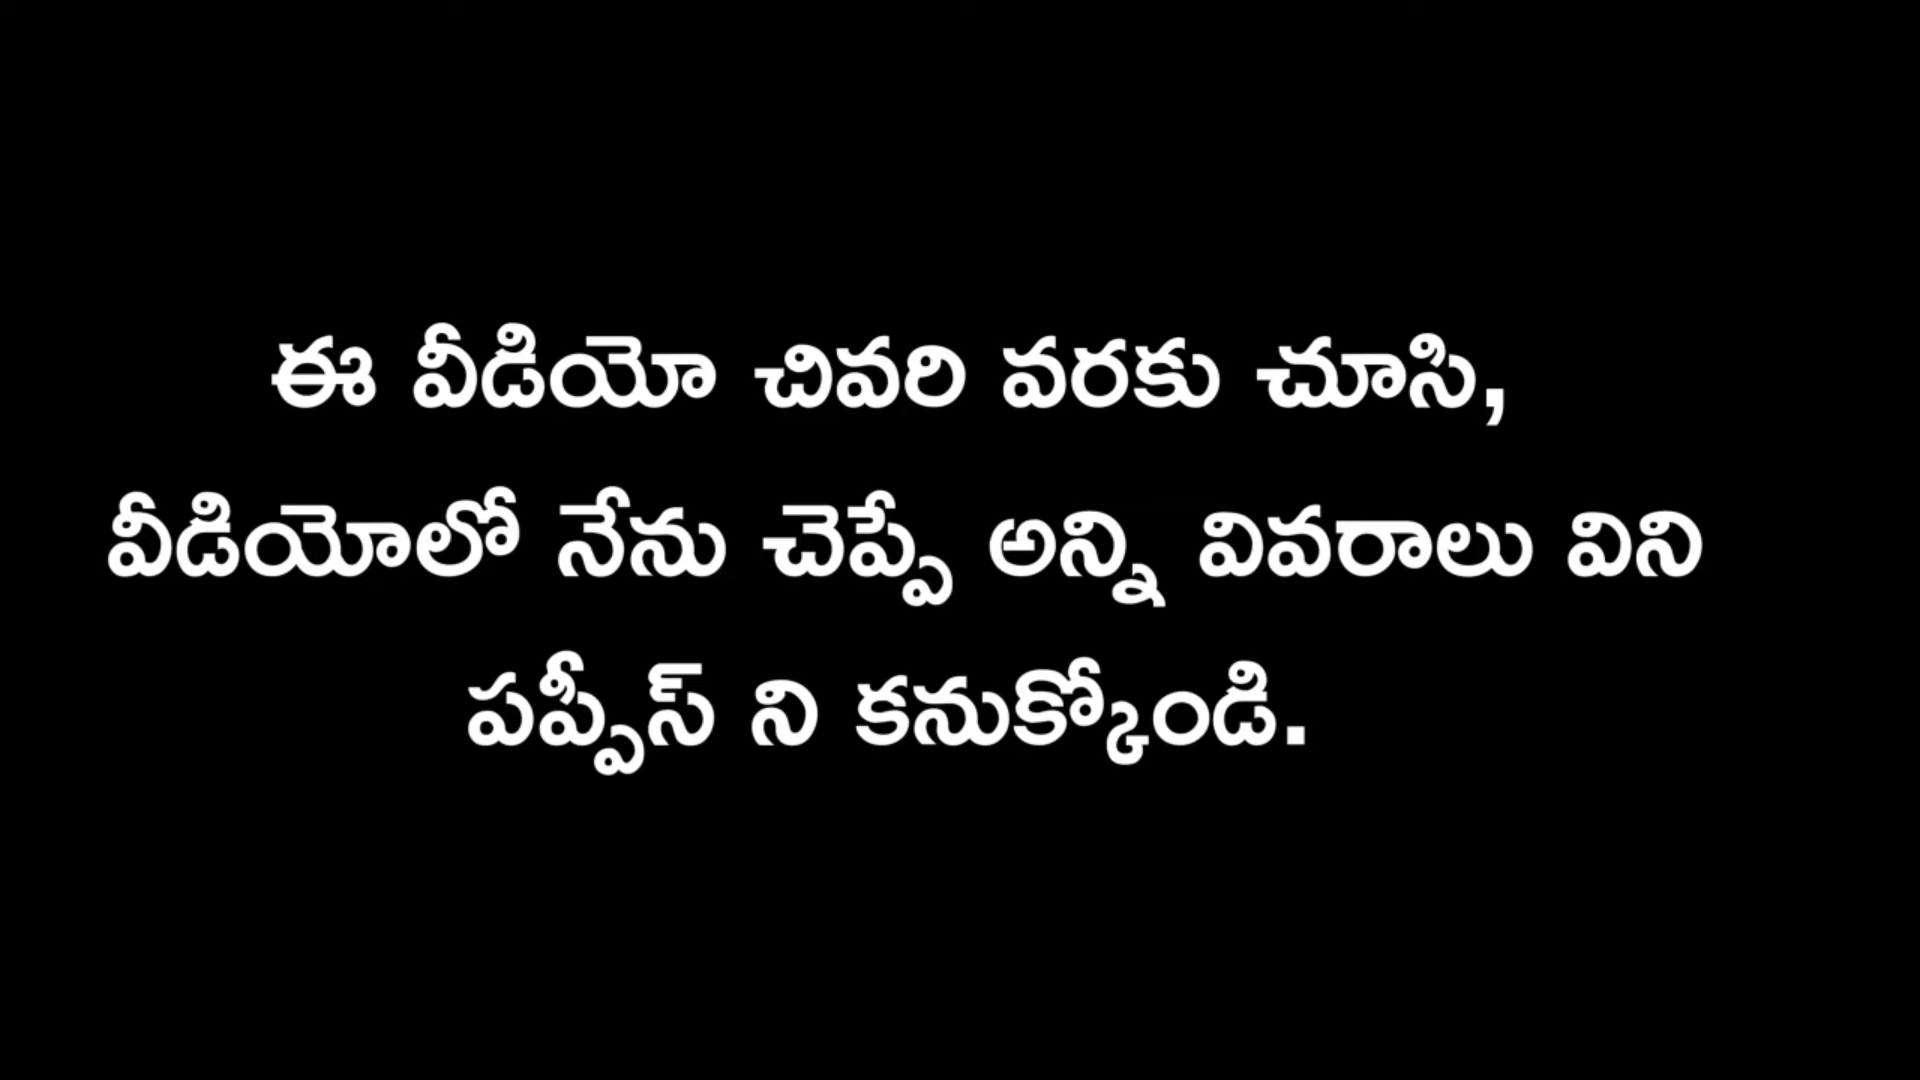 ఈ వీడియో చివరి వరకు చూసి,
వీడియోలో నేను చెప్పే అన్ని వివరాలు విని
పప్పీస్ ని కనుక్కోండి.